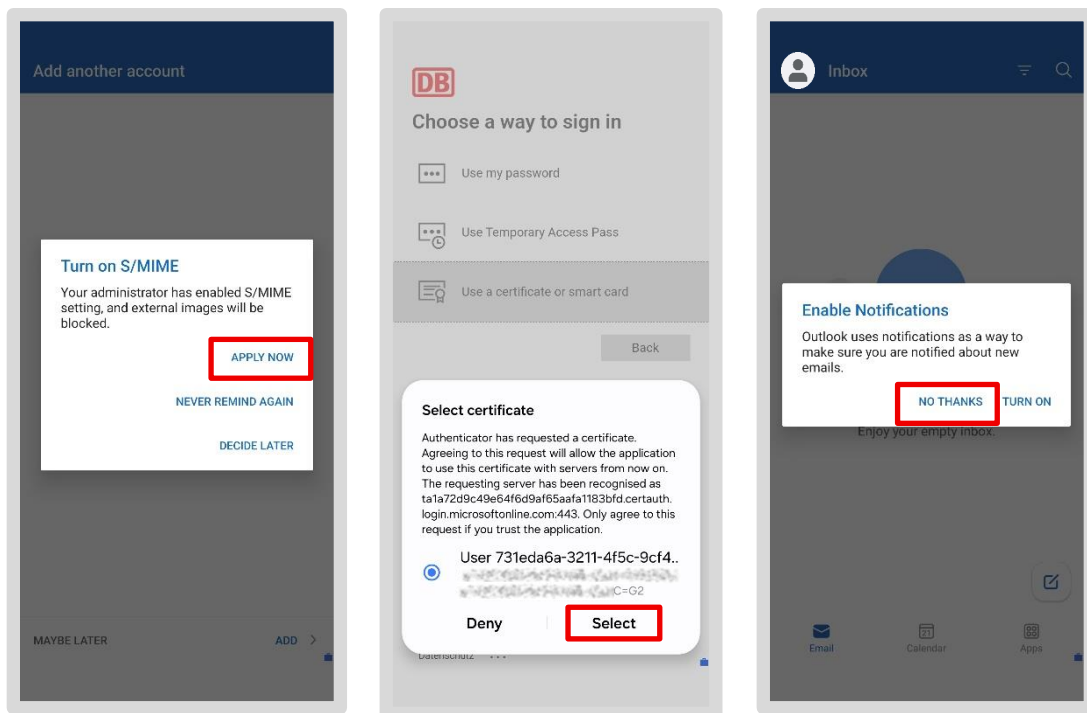 Add another account
Turn on S/MIME
Your administrator has enabled S/MIME
setting, and external images will be
blocked.
APPLY NOW
NEVER REMIND AGAIN
DECIDE LATER
MAYBE LATER
ADD
DB
Choose a way to sign in
Use my password
Use Temporary Access Pass
Use a certificate or smart card
Back
Select certificate
Authenticator has requested a certificate.
Agreeing to this request will allow the application
to use this certificate with servers from now on.
The requesting server has been recognised as
ta1a72d9c49e64f6d9af65aafa1183bfd.certauth.
login.microsoftonline.com:443. Only agree to this
request if you trust the application.
User 731eda6a-3211-4f5c-9cf4..
C=G2
Deny
Select
Datenschutz ...
Inbox
Enable Notifications
Outlook uses notifications as a way to
make sure you are notified about new
emails.
NO THANKS
TURN ON
Enjoy your empty inbox.
21
Email
Calendar
Apps